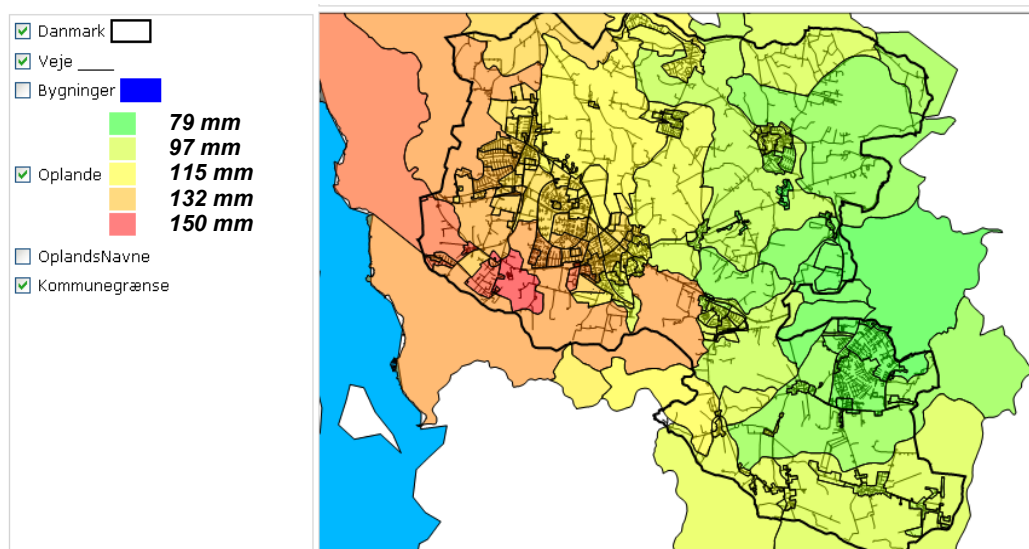 Danmark
Veje ____
Bygninger
79 mm
97 mm
Oplande 115 mm
132 mm
150 mm
OplandsNavne
Kommunegrænse